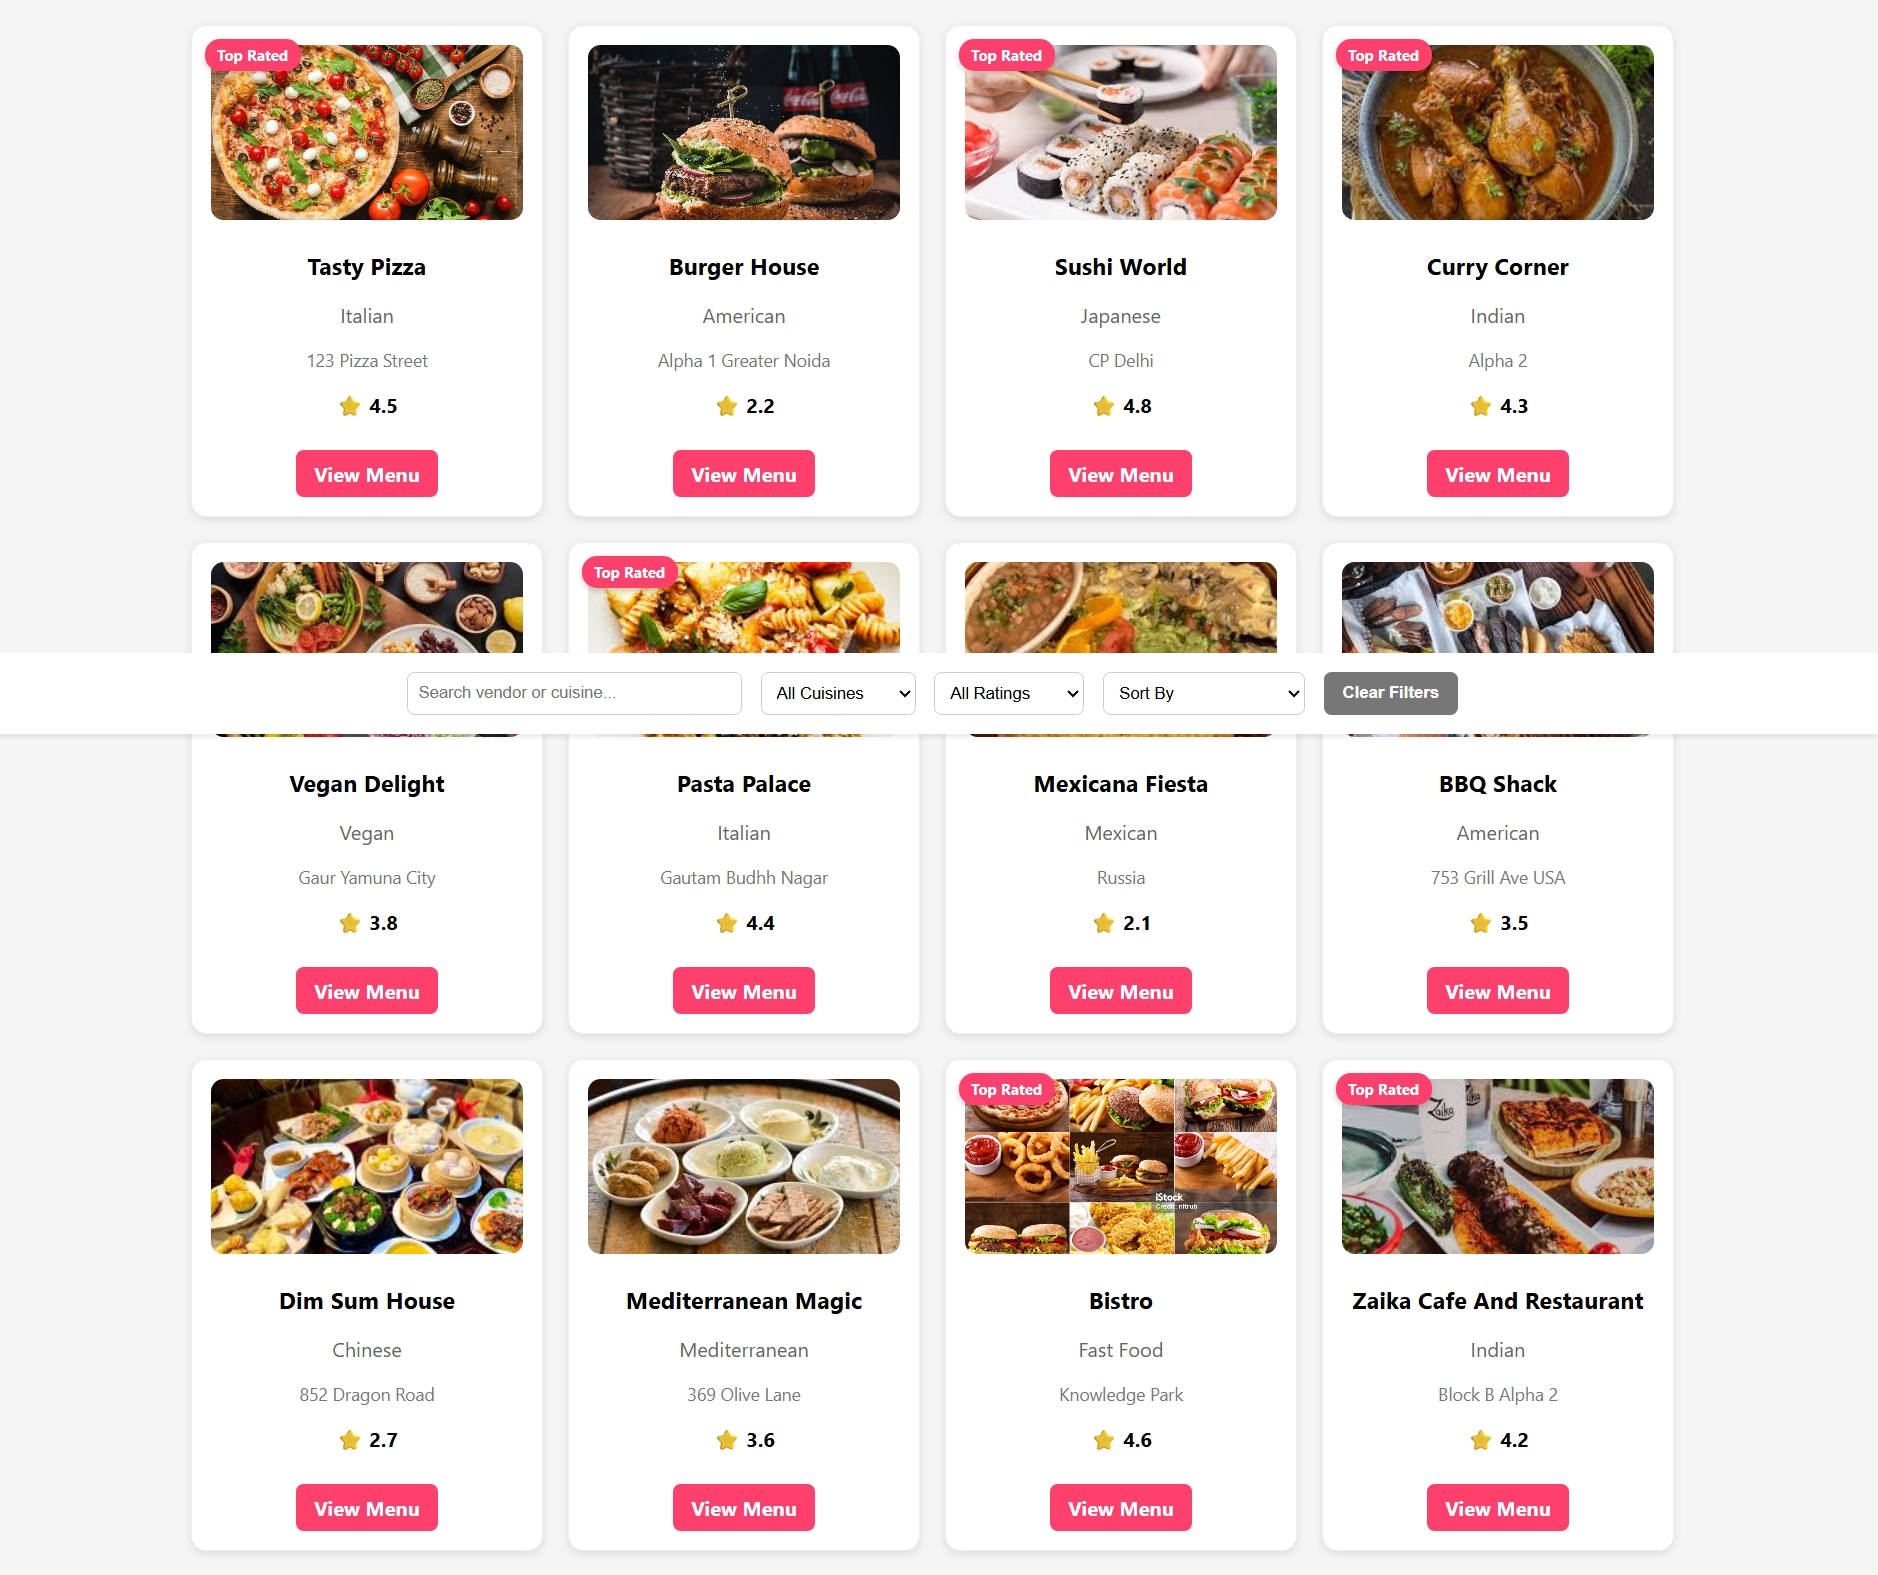 Top Rated
Tasty Pizza
Italian
123 Pizza Street
4.5
View Menu
Coca-Cola
Burger House
American
Alpha 1 Greater Noida
2.2
View Menu
Top Rated
Sushi World
Japanese
CP Delhi
4.8
View Menu
Top Rated
Curry Corner
Indian
Alpha 2
4.3
View Menu
Search vendor or cuisine...
All Cuisines
All Ratings
Sort By
Clear Filters
Vegan Delight
Vegan
Gaur Yamuna City
3.8
View Menu
Top Rated
Pasta Palace
Italian
Gautam Budhh Nagar
4.4
View Menu
Mexicana Fiesta
Mexican
Russia
2.1
View Menu
BBQ Shack
American
753 Grill Ave USA
3.5
View Menu
Dim Sum House
Chinese
852 Dragon Road
2.7
View Menu
Mediterranean Magic
Mediterranean
369 Olive Lane
3.6
View Menu
Top Rated
iStock
Credit: nitrub
Bistro
Fast Food
Knowledge Park
4.6
View Menu
Top Rated
Zaika
Zaika Cafe And Restaurant
Indian
Block B Alpha 2
4.2
View Menu